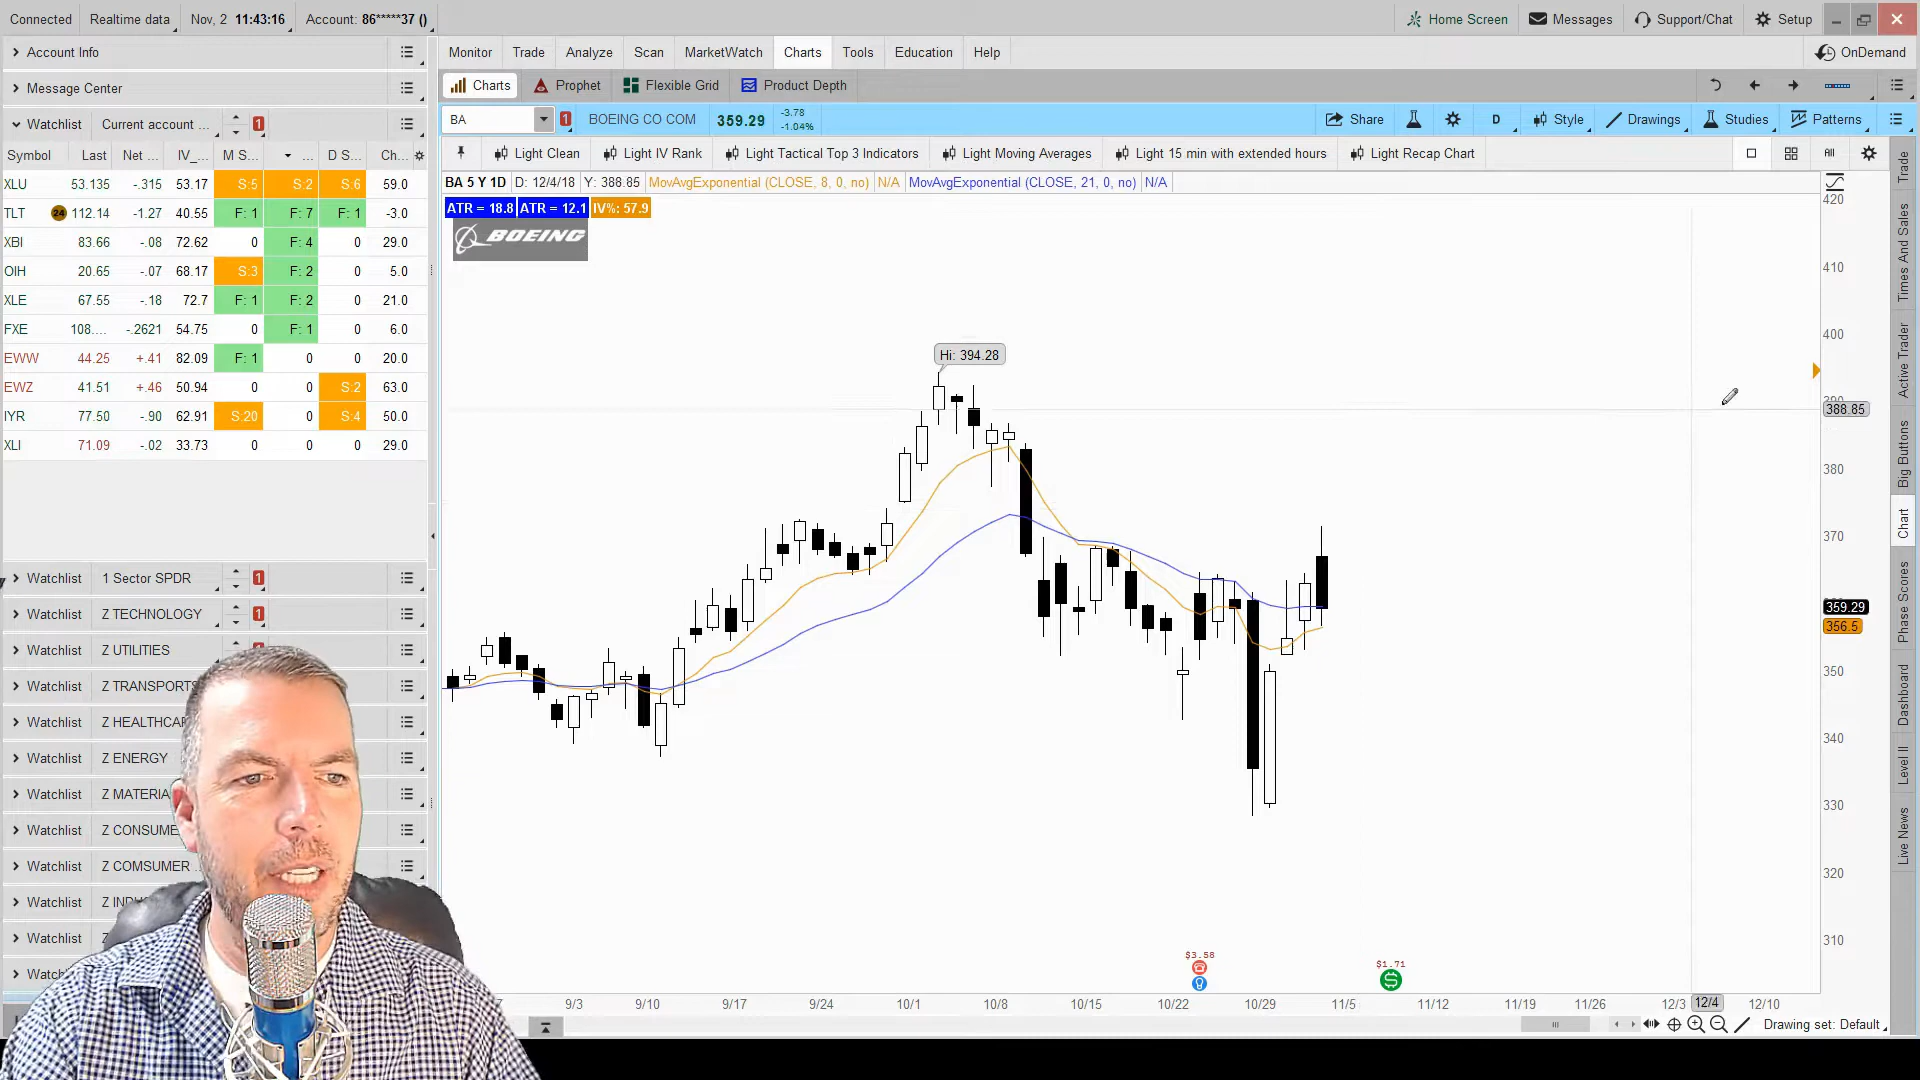 Connected Realtime data Nov, 2 11:43:16 Account: 86*****37 () Home Screen Messages Support/Chat Setup
Account Info
Message Center
Watchlist Current account ... 1
Symbol Last Net ... IV_... M S... ... D S... Ch...
XLU 53.135 -.315 53.17 S:5 S:2 S:6 59.0
TLT 24 112.14 -1.27 40.55 F: 1 F: 7 F: 1 -3.0
XBI 83.66 -.08 72.62 0 F: 4 0 29.0
OIH 20.65 -.07 68.17 S:3 F: 2 0 5.0
XLE 67.55 -.18 72.7 F: 1 F: 2 0 21.0
FXE 108.... -.2621 54.75 0 F: 1 0 6.0
EWW 44.25 +.41 82.09 F: 1 0 0 20.0
EWZ 41.51 +.46 50.94 0 0 S:2 63.0
IYR 77.50 -.90 62.91 S:20 0 S:4 50.0
XLI 71.09 -.02 33.73 0 0 0 29.0
Watchlist 1 Sector SPDR 1
Watchlist Z TECHNOLOGY 1
Watchlist Z UTILITIES
Watchlist Z TRANSPORTS
Watchlist Z HEALTHCA
Watchlist Z ENERGY
Watchlist Z MATERIA
Watchlist Z CONSUME
Watchlist Z COMSUMER
Watchlist
Watchlist
Monitor Trade Analyze Scan MarketWatch Charts Tools Education Help OnDemand
Charts Prophet Flexible Grid Product Depth
BA 1 BOEING CO COM 359.29 -3.78 -1.04% Share D Style Drawings Studies Patterns
Light Clean Light IV Rank Light Tactical Top 3 Indicators Light Moving Averages Light 15 min with extended hours Light Recap Chart All
BA 5 Y 1D D: 12/4/18 Y: 388.85 MovAvgExponential (CLOSE, 8, 0, no) N/A MovAvgExponential (CLOSE, 21, 0, no) N/A
ATR = 18.8 ATR = 12.1 IV%: 57.9
BOEING
Hi: 394.28
420
410
400
388.85
380
370
359.29
356.5
350
340
330
320
310
$3.58 $1.71
9/3 9/10 9/17 9/24 10/1 10/8 10/15 10/22 10/29 11/5 11/12 11/19 11/26 12/3 12/4 12/10
Drawing set: Default
Trade
Times And Sales
Active Trader
Big Buttons
Chart
Phase Scores
Dashboard
Level II
Live News